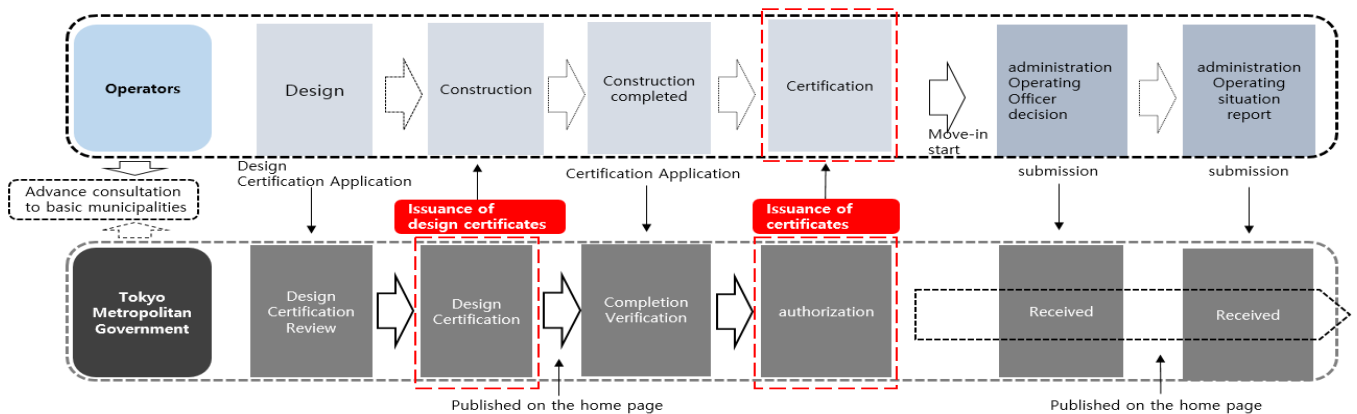 Operators
Design
Construction
Construction
completed
Certification
administration
Operating
Officer
decision
administration
Operating
situation
report
Move-in
start
Design
Certification Application
Certification Application
submission
submission
Advance consultation
to basic municipalities
Issuance of
design certificates
Issuance of
certificates
Tokyo
Metropolitan
Government
Design
Certification
Review
Design
Certification
Completion
Verification
authorization
Received
Received
Published on the home page
Published on the home page